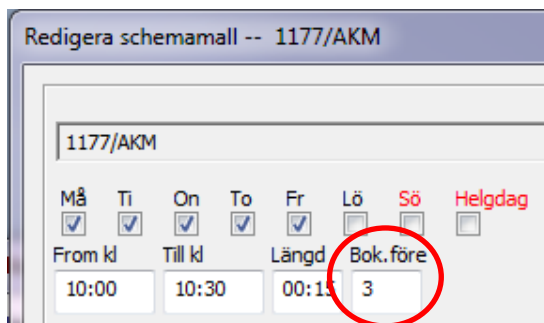 Redigera schemamall -- 1177/AKM
1177/AKM
Må Ti On To Fr Lö Sö Helgdag
From kl Till kl Längd Bok.före
10:00 10:30 00:15 3